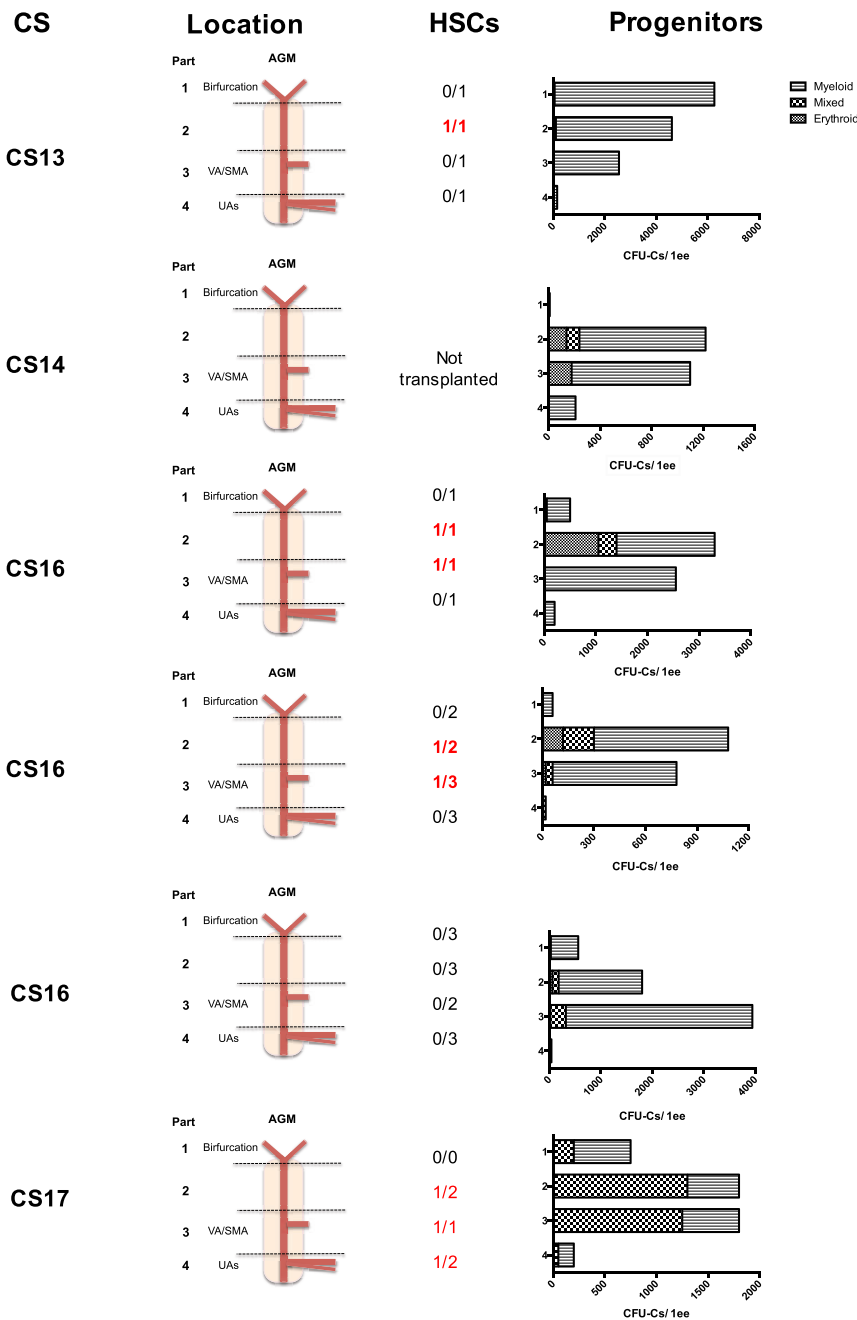 CS Location HSCs Progenitors
Part AGM
1 Birfurcation
2
3 VA/SMA
4 UAs
CS13
0/1
1/1
0/1
0/1
1
2
3
4
0 2000 4000 6000 8000
CFU-Cs/ 1ee
Myeloid
Mixed
Erythroid
Part AGM
1 Birfurcation
2
3 VA/SMA
4 UAs
CS14
Not
transplanted
1
2
3
4
0 400 800 1200 1600
CFU-Cs/ 1ee
Part AGM
1 Birfurcation
2
3 VA/SMA
4 UAs
CS16
0/1
1/1
1/1
0/1
1
2
3
4
0 1000 2000 3000 4000
CFU-Cs/ 1ee
Part AGM
1 Birfurcation
2
3 VA/SMA
4 UAs
CS16
0/2
1/2
1/3
0/3
1
2
3
4
0 300 600 900 1200
CFU-Cs/ 1ee
Part AGM
1 Birfurcation
2
3 VA/SMA
4 UAs
CS16
0/3
0/3
0/2
0/3
1
2
3
4
0 1000 2000 3000 4000
CFU-Cs/ 1ee
Part AGM
1 Birfurcation
2
3 VA/SMA
4 UAs
CS17
0/0
1/2
1/1
1/2
1
2
3
4
0 500 1000 1500 2000
CFU-Cs/ 1ee